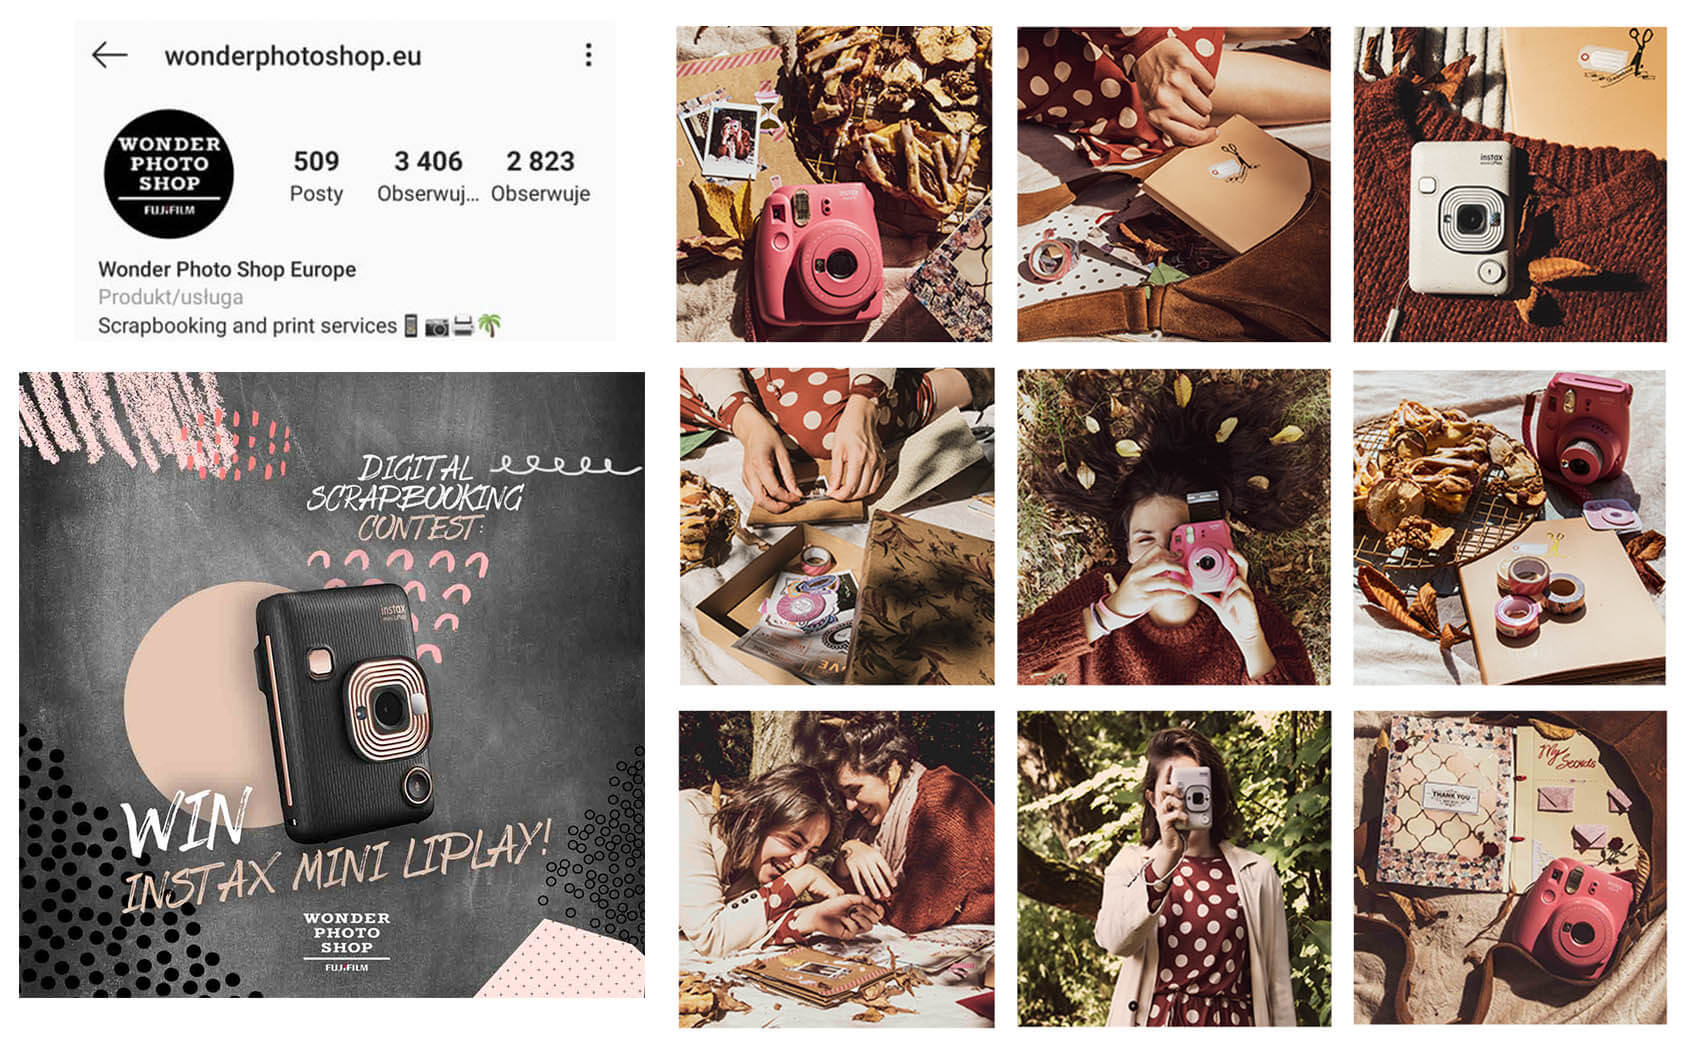 wonderphotoshop.eu
WONDER
PHOTO
SHOP
FUJIFILM
509
3 406
2 823
Posty
Obserwuj...
Obserwuje
Wonder Photo Shop Europe
Produkt/usługa
Scrapbooking and print services
DIGITAL
SCRAPBOOKING
CONTEST:
instax
WIN
INSTAX MINI LIPLAY!
WONDER
PHOTO
SHOP
FUJIFILM
instax
My
Secrets
THANK YOU